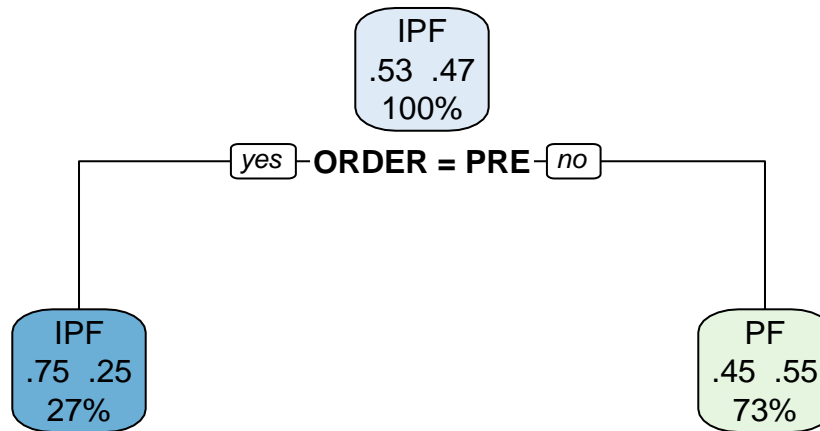 IPF
.53 .47
100%
yes ORDER = PRE no
IPF
.75 .25
27%
PF
.45 .55
73%